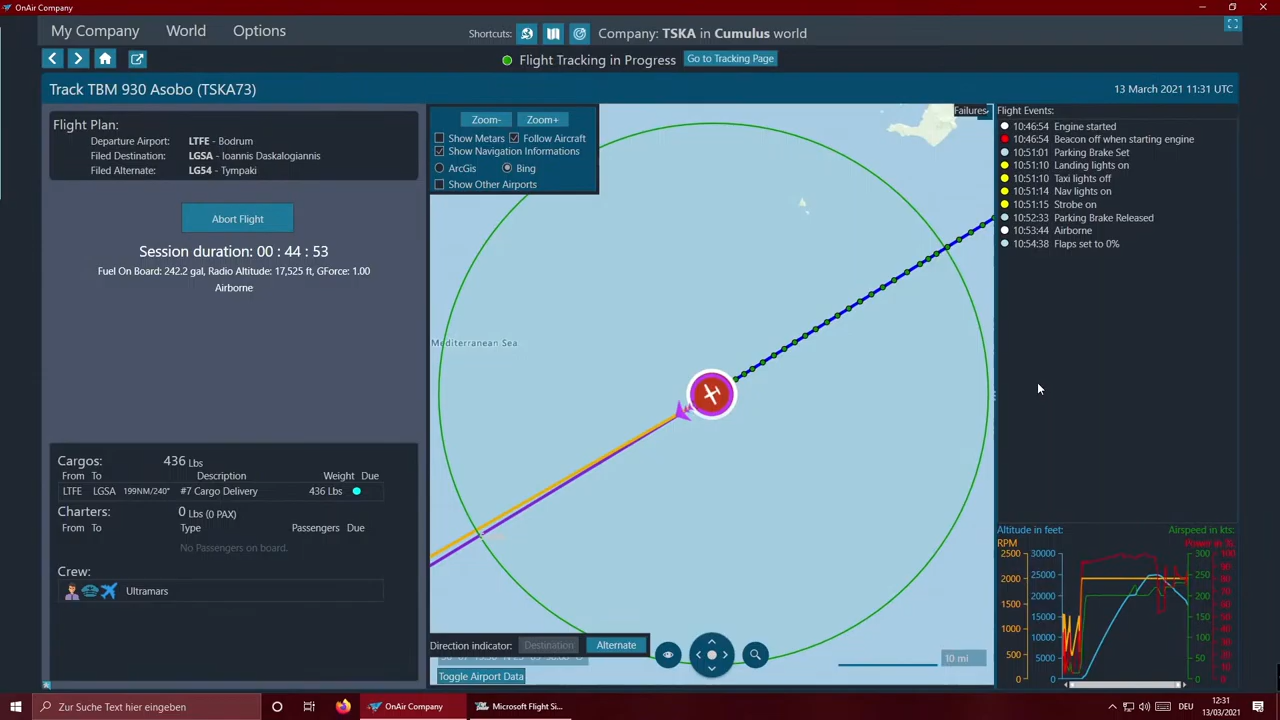 OnAir Company
My Company World Options
Shortcuts: Company: TSKA in Cumulus world
Flight Tracking in Progress Go to Tracking Page
Track TBM 930 Asobo (TSKA73)
13 March 2021 11:31 UTC
Flight Plan:
Departure Airport: LTFE - Bodrum
Filed Destination: LGSA - Ioannis Daskalogiannis
Filed Alternate: LG54 - Tympaki
Abort Flight
Session duration: 00 : 44 : 53
Fuel On Board: 242.2 gal, Radio Altitude: 17,525 ft, GForce: 1.00
Airborne
Cargos: 436 Lbs
From To Description Weight Due
LTFE LGSA 199NM/240° #7 Cargo Delivery 436 Lbs
Charters: 0 Lbs (0 PAX)
From To Type Passengers Due
No Passengers on board.
Crew:
Ultramars
Zoom- Zoom+
Show Metars Follow Aircraft
Show Navigation Informations
ArcGis Bing
Show Other Airports
Failures
Mediterranean Sea
Direction indicator: Destination Alternate
Toggle Airport Data
10 mi
Flight Events:
10:46:54 Engine started
10:46:54 Beacon off when starting engine
10:51:01 Parking Brake Set
10:51:10 Landing lights on
10:51:10 Taxi lights off
10:51:14 Nav lights on
10:51:15 Strobe on
10:52:33 Parking Brake Released
10:53:44 Airborne
10:54:38 Flaps set to 0%
Altitude in feet: Airspeed in kts:
RPM Power in %:
2500 30000 300 100
25000 250 90
2000 80
20000 200 70
1500 60
15000 150 50
1000 40
10000 100 30
500 20
5000 50 10
0 0 0 0
Zur Suche Text hier eingeben
OnAir Company
Microsoft Flight Si...
DEU
12:31
13/03/2021